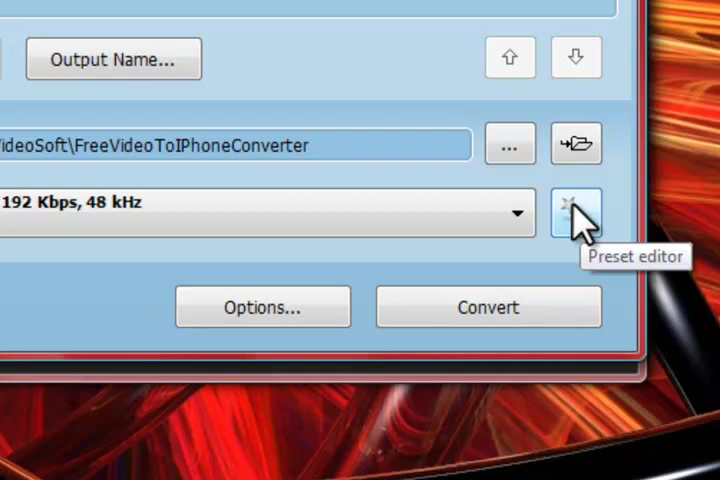 Output Name...
ideoSoft\FreeVideoToIPhoneConverter
...
192 Kbps, 48 kHz
Preset editor
Options...
Convert